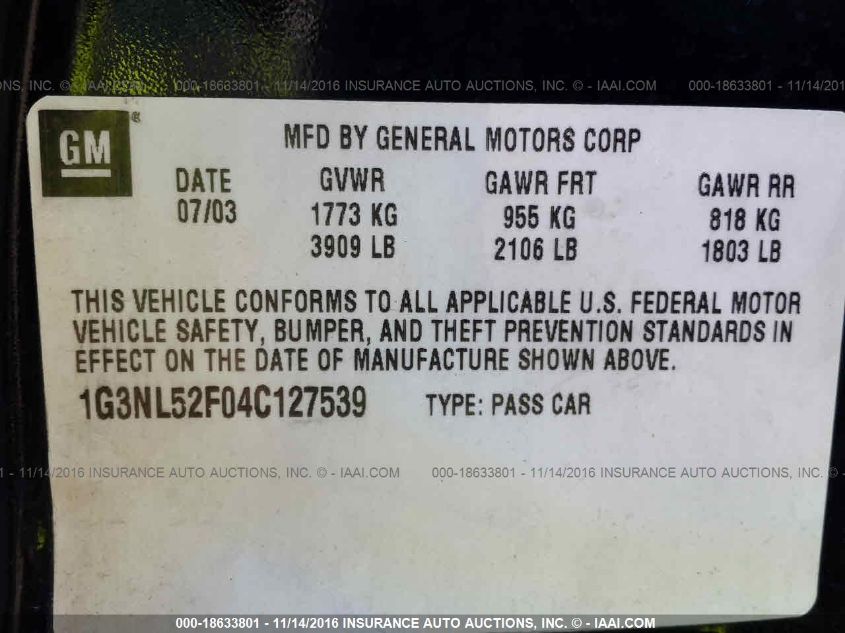 INC. © - IAAI.COM 000-18633801 - 11/14/2016 INSURANCE AUTO AUCTIONS, INC. © - IAAI.COM 000-18633801 - 11/14/2016 INSURANCE
GM ®
MFD BY GENERAL MOTORS CORP
DATE GVWR GAWR FRT GAWR RR
07/03 1773 KG 955 KG 818 KG
3909 LB 2106 LB 1803 LB
THIS VEHICLE CONFORMS TO ALL APPLICABLE U.S. FEDERAL MOTOR
VEHICLE SAFETY, BUMPER, AND THEFT PREVENTION STANDARDS IN
EFFECT ON THE DATE OF MANUFACTURE SHOWN ABOVE.
1G3NL52F04C127539 TYPE: PASS CAR
11/14/2016 INSURANCE AUTO AUCTIONS, INC. © - IAAI.COM 000-18633801 - 11/14/2016 INSURANCE AUTO AUCTIONS, INC. © - IAAI.COM
000-18633801 - 11/14/2016 INSURANCE AUTO AUCTIONS, INC. © - IAAI.COM